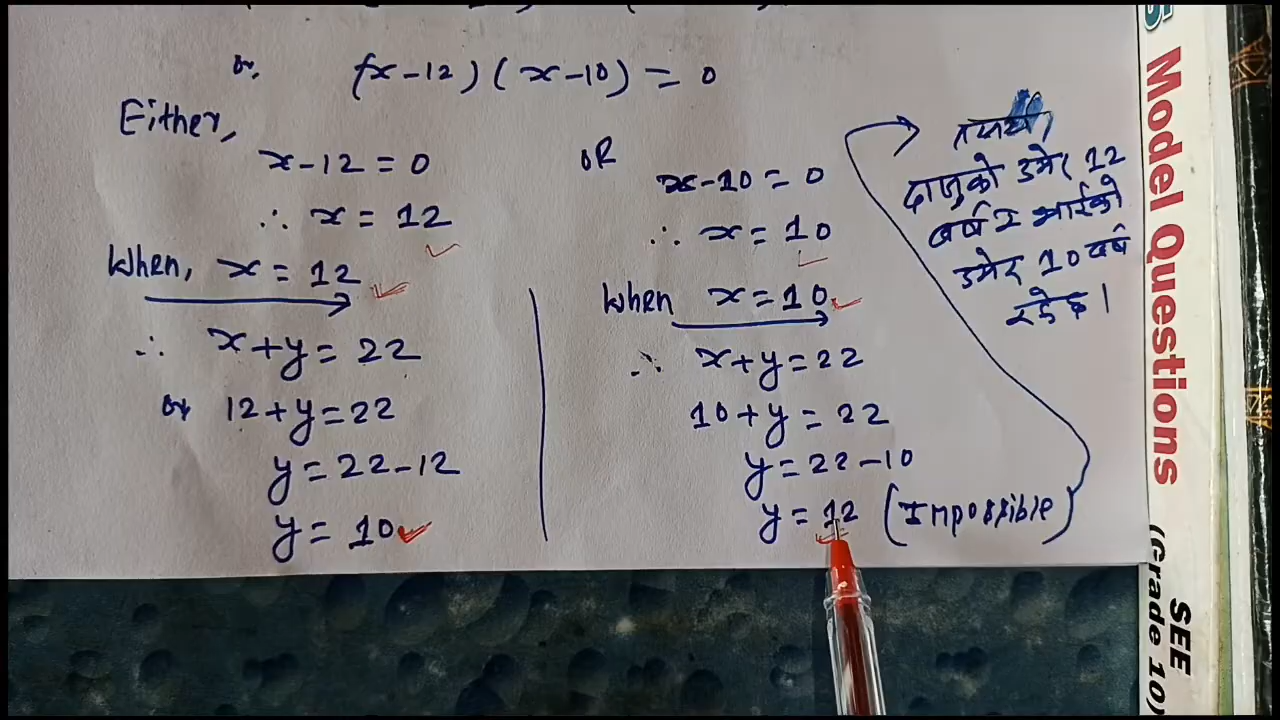 or, (x-12)(x-10) = 0
Either,
x-12 = 0
∴ x = 12
When, x = 12
∴ x+y = 22
or 12+y = 22
y = 22-12
y = 10
OR
x-10 = 0
∴ x = 10
When x = 10
∴ x+y = 22
10+y = 22
y = 22-10
y = 12 (Impossible)
दाजुको उमेर 12
वर्ष र भाईको
उमेर 10 वर्ष
रहेछ।
Model Questions
SEE
(Grade 10)